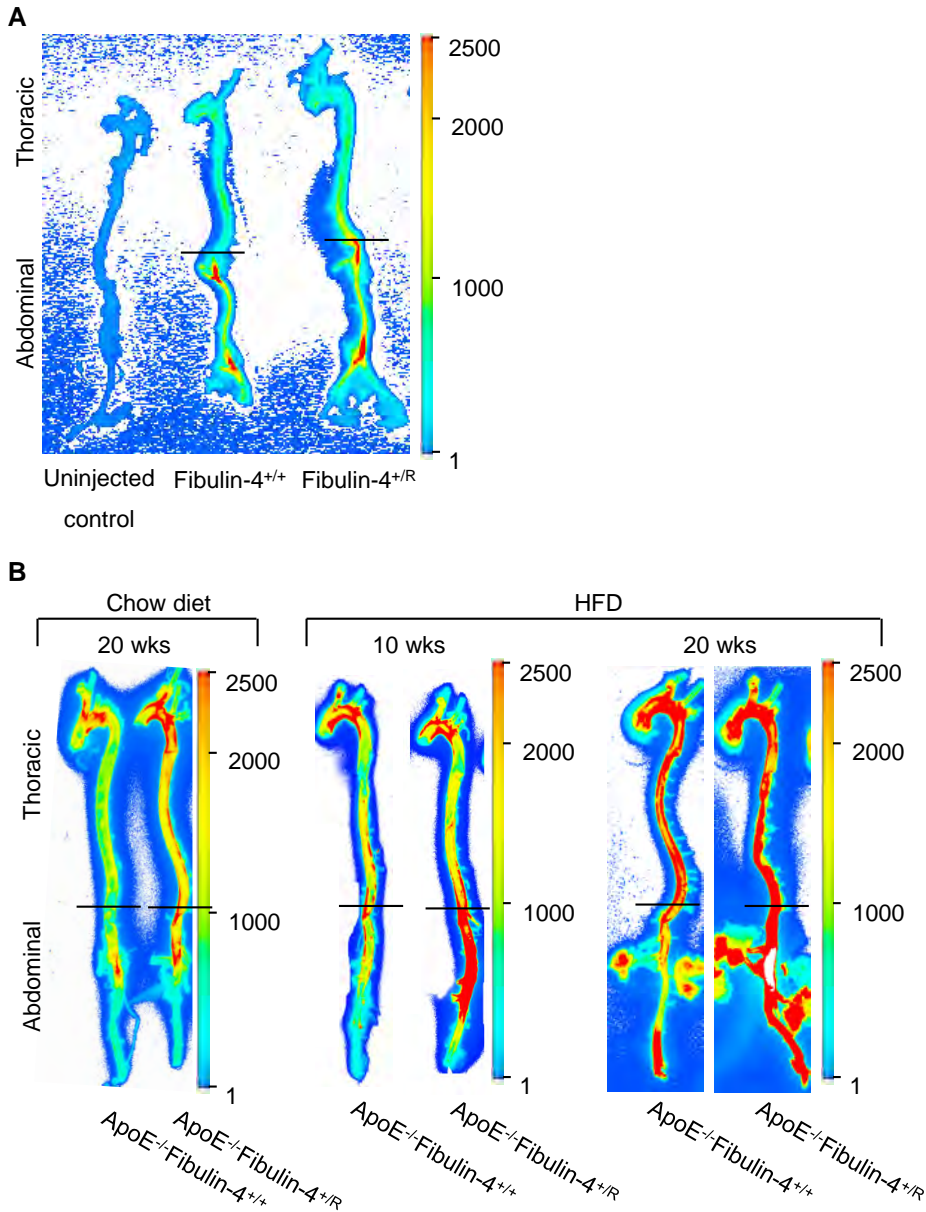 A
Thoracic
Abdominal
2500
2000
1000
1
Uninjected
control
Fibulin-4+/+
Fibulin-4+/R
B
Chow diet
HFD
20 wks
10 wks
20 wks
Thoracic
Abdominal
2500
2000
1000
1
2500
2000
1000
1
2500
2000
1000
1
ApoE-/-Fibulin-4+/+
ApoE-/-Fibulin-4+/R
ApoE-/-Fibulin-4+/+
ApoE-/-Fibulin-4+/R
ApoE-/-Fibulin-4+/+
ApoE-/-Fibulin-4+/R